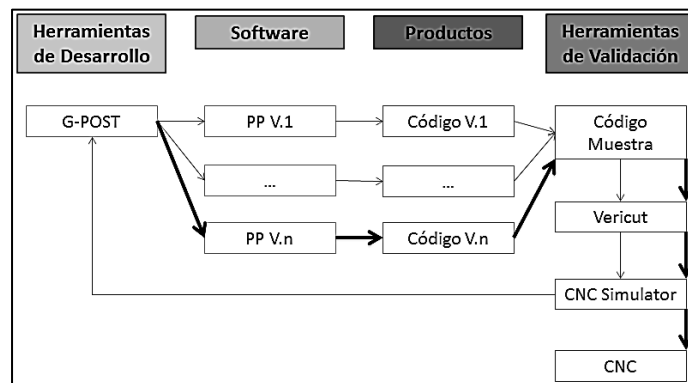 Herramientas
de Desarrollo
Software
Productos
Herramientas
de Validación
G-POST
PP V.1
Código V.1
Código
Muestra
...
...
Vericut
PP V.n
Código V.n
CNC Simulator
CNC